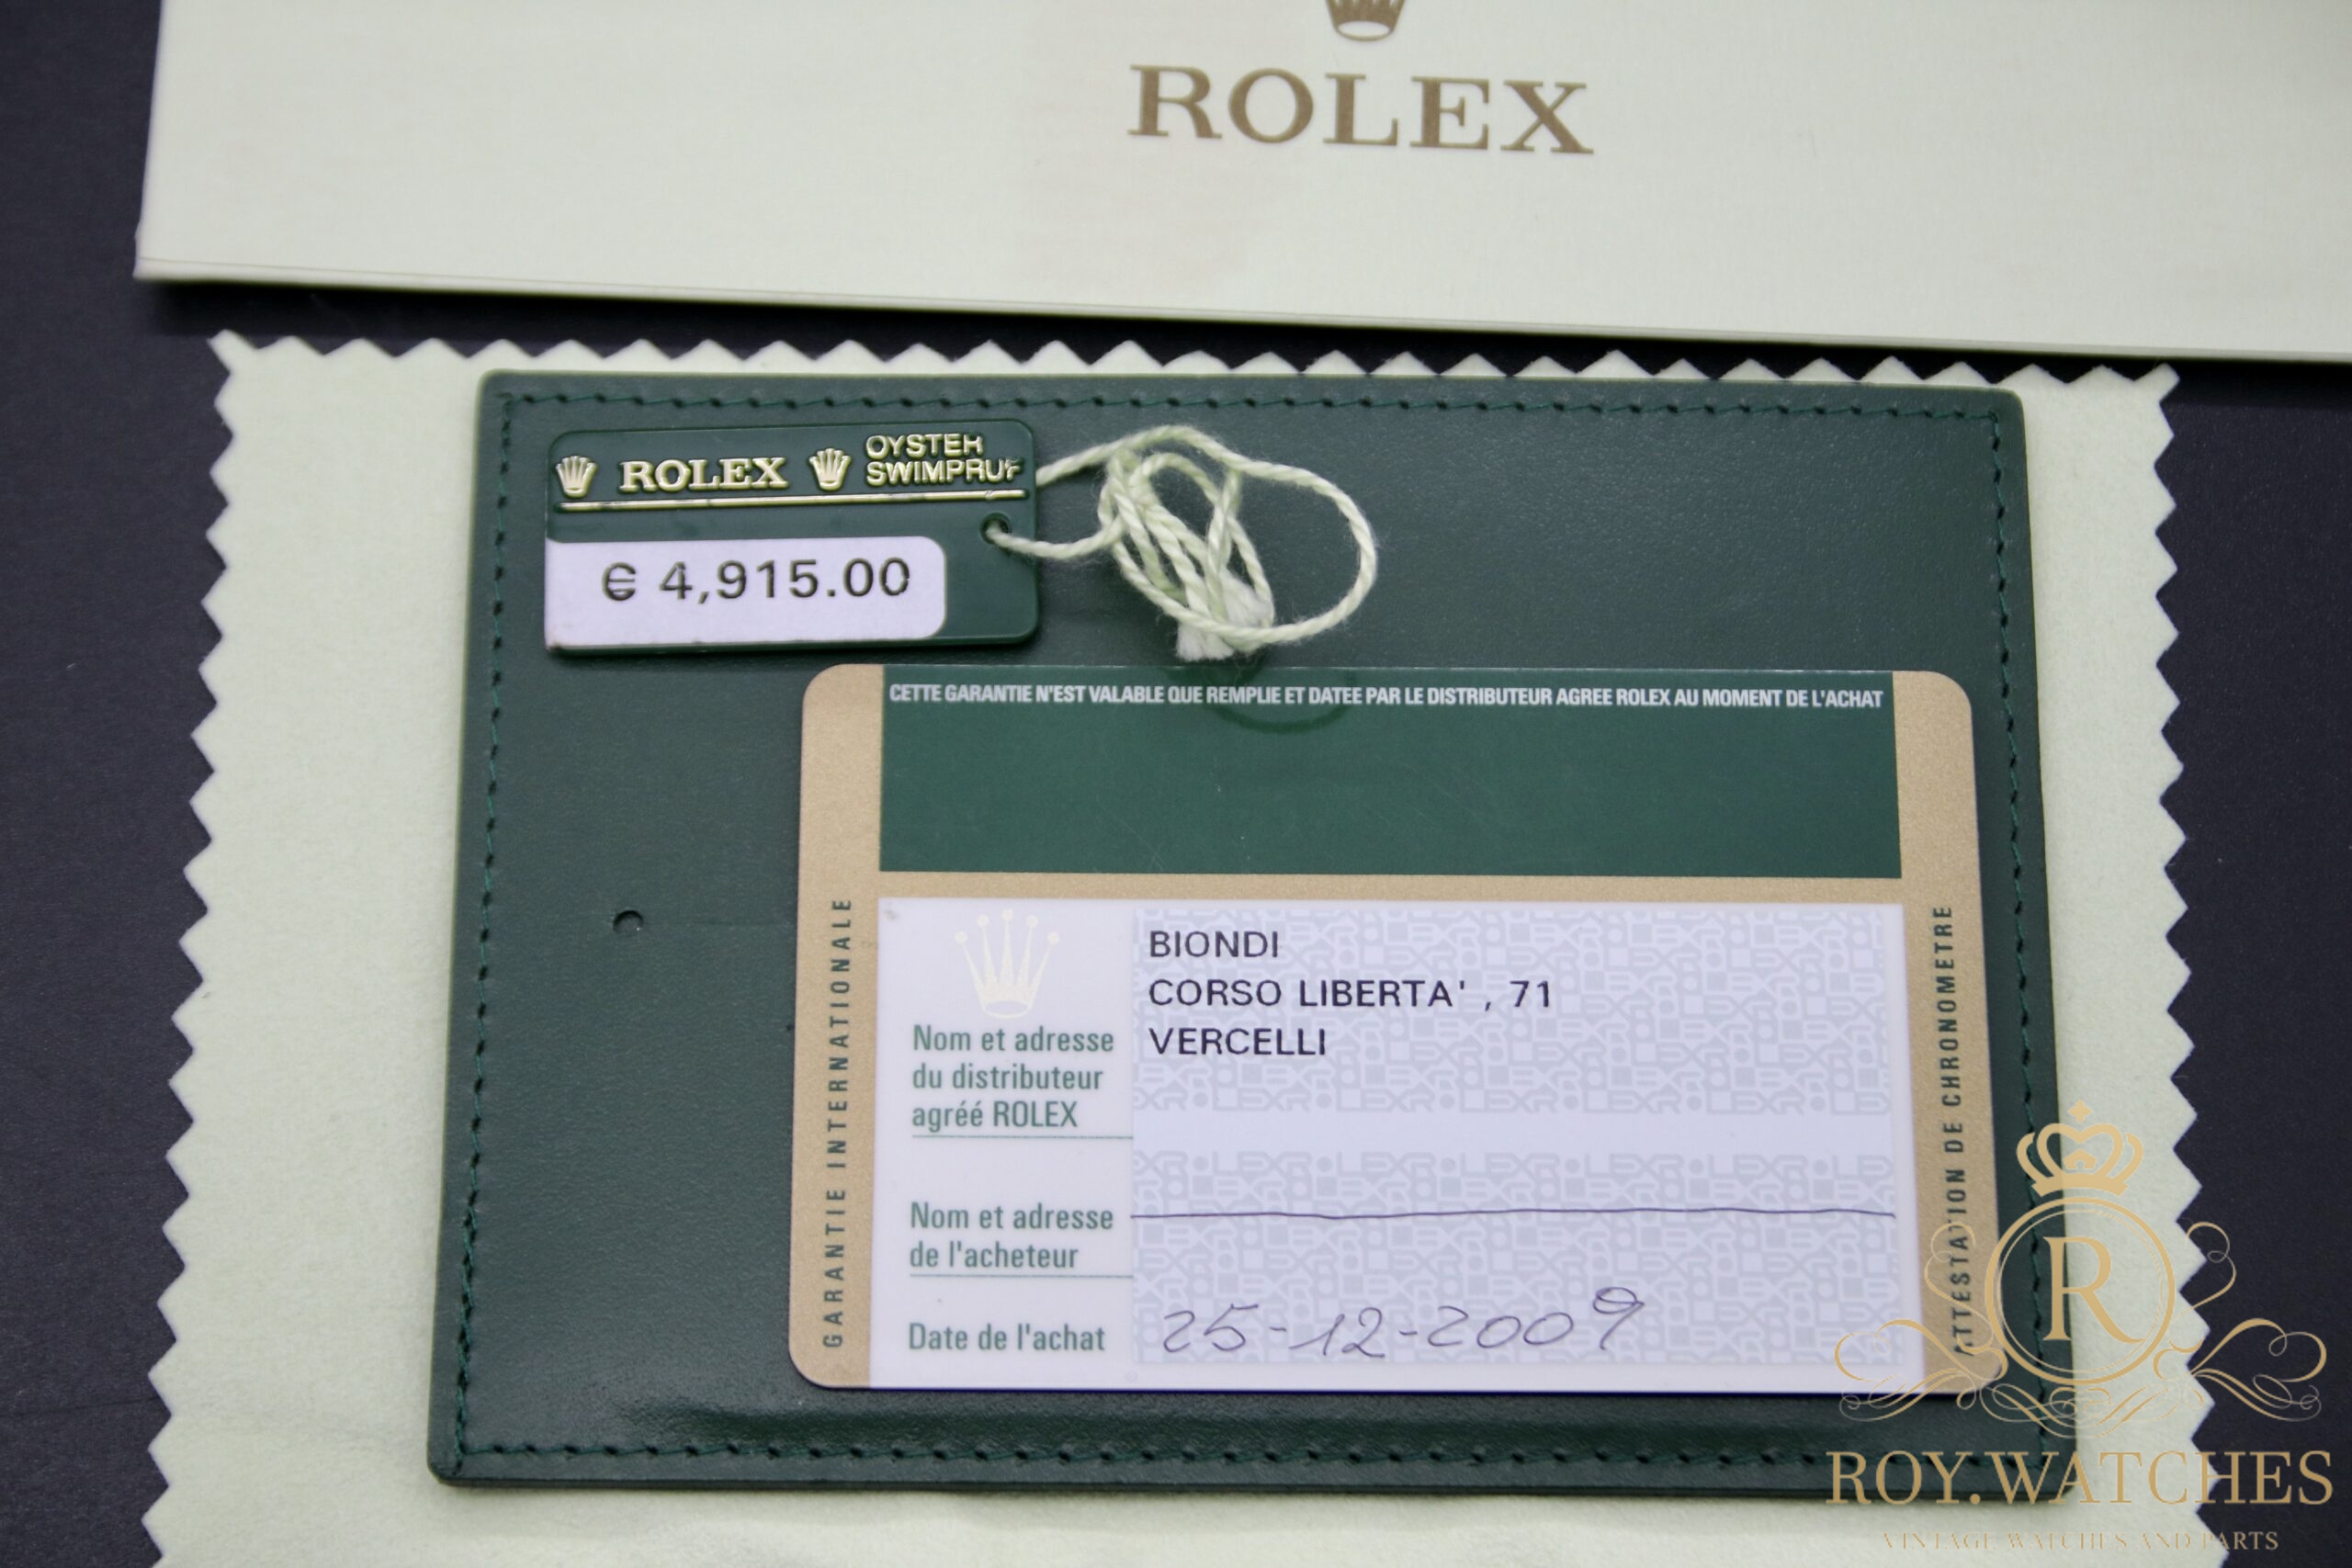 ROLEX
ROLEX OYSTER
SWIMPRUF
€ 4,915.00
CETTE GARANTIE N'EST VALABLE QUE REMPLIE ET DATEE PAR LE DISTRIBUTEUR AGREE ROLEX AU MOMENT DE L'ACHAT
GARANTIE INTERNATIONALE
BIONDI
CORSO LIBERTA' , 71
VERCELLI
Nom et adresse
du distributeur
agréé ROLEX
Nom et adresse
de l'acheteur
Date de l'achat 25-12-2009
ATTESTATION DE CHRONOMETRE
R
ROY.WATCHES
VINTAGE WATCHES AND PARTS